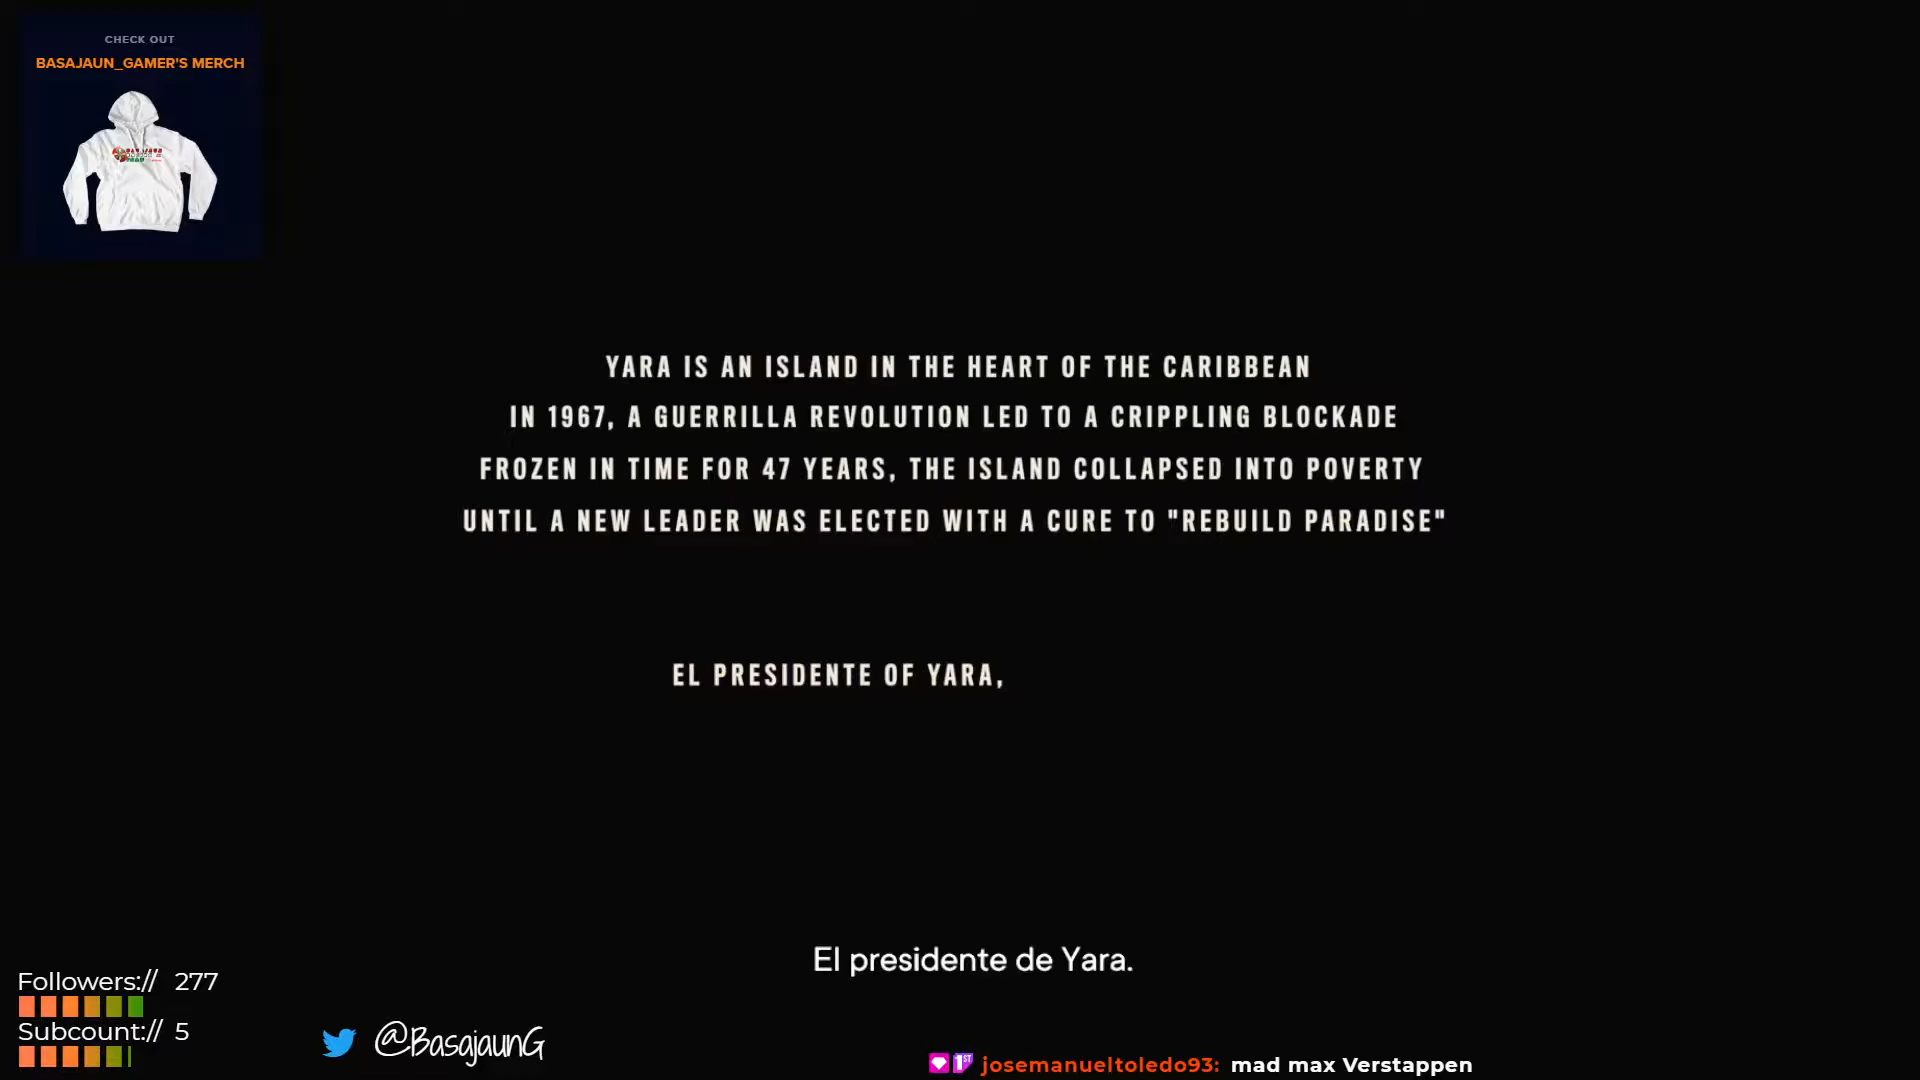 CHECK OUT
BASAJAUN_GAMER'S MERCH
YARA IS AN ISLAND IN THE HEART OF THE CARIBBEAN
IN 1967, A GUERRILLA REVOLUTION LED TO A CRIPPLING BLOCKADE
FROZEN IN TIME FOR 47 YEARS, THE ISLAND COLLAPSED INTO POVERTY
UNTIL A NEW LEADER WAS ELECTED WITH A CURE TO "REBUILD PARADISE"
EL PRESIDENTE OF YARA,
El presidente de Yara.
Followers:// 277
Subcount:// 5
@BasajaunG
1ST josemanueltoledo93: mad max Verstappen